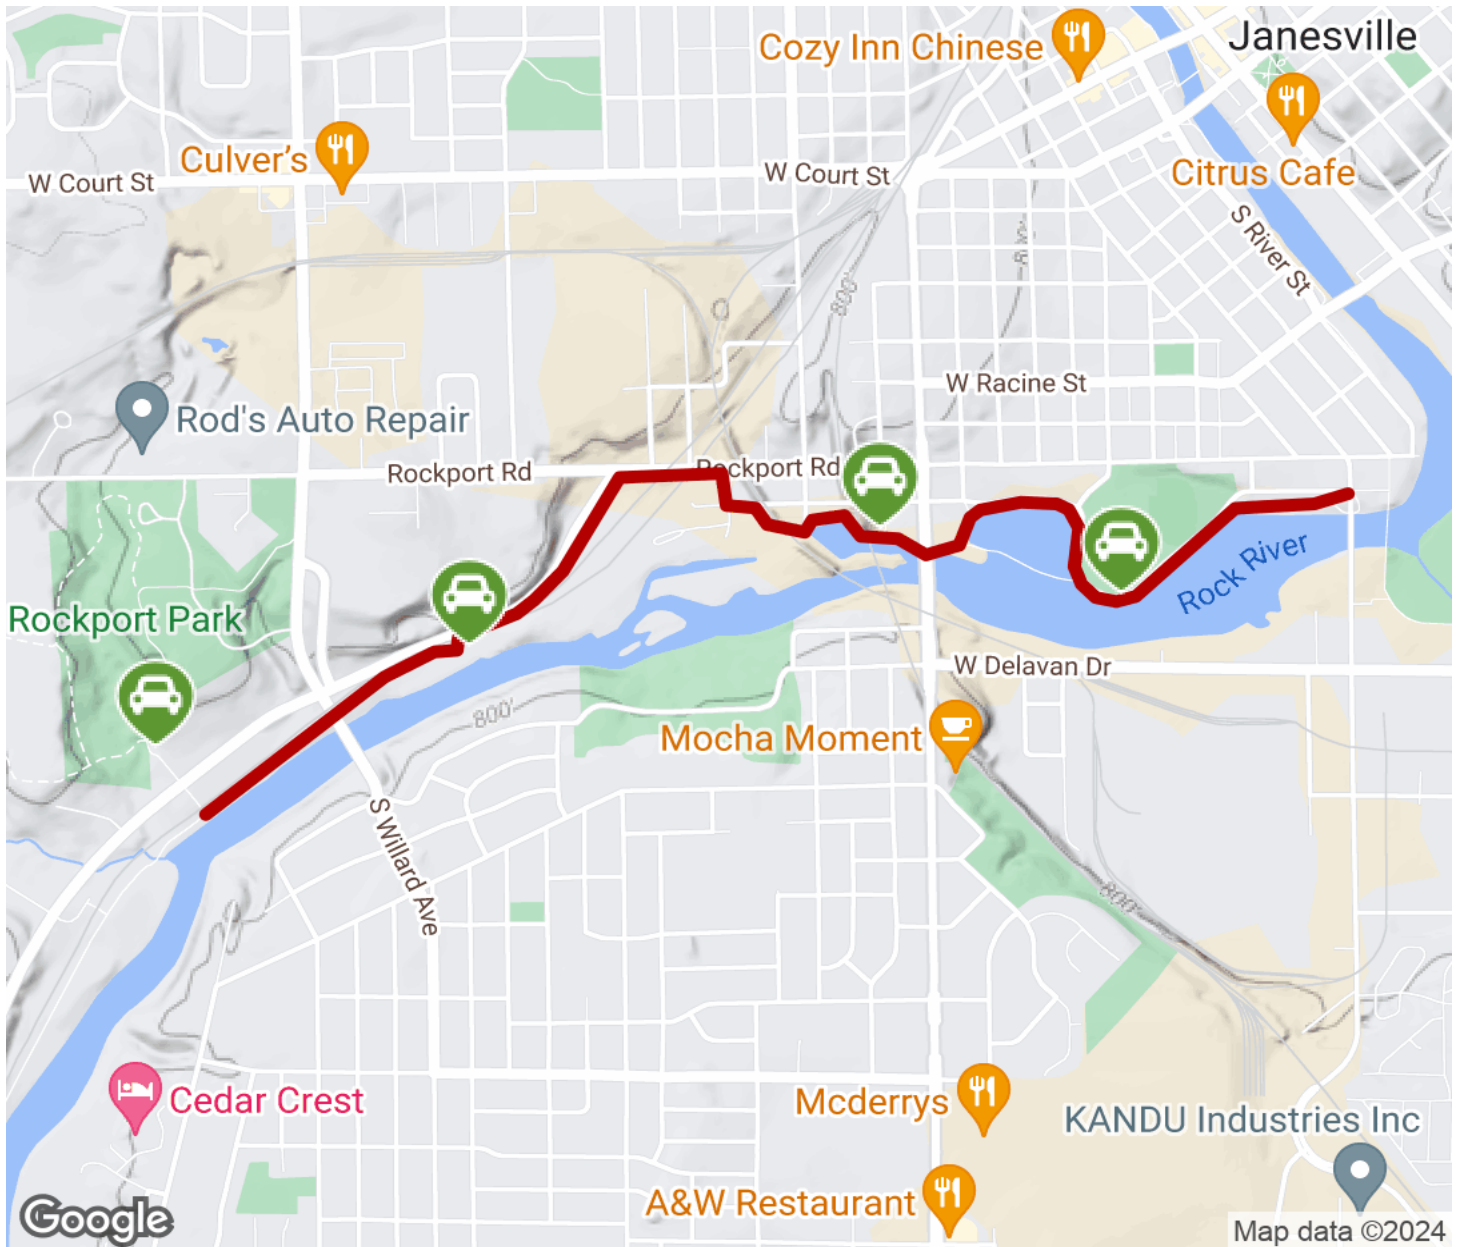 Janesville
Cozy Inn Chinese
Culver's
W Court St
W Court St
Citrus Cafe
S River St
800'
W Racine St
Rod's Auto Repair
Rockport Rd
Rockport Rd
Rock River
Rockport Park
W Delavan Dr
800'
Mocha Moment
S Willard Ave
800'
Cedar Crest
Mcderrys
KANDU Industries Inc
A&W Restaurant
Google
Map data ©2024